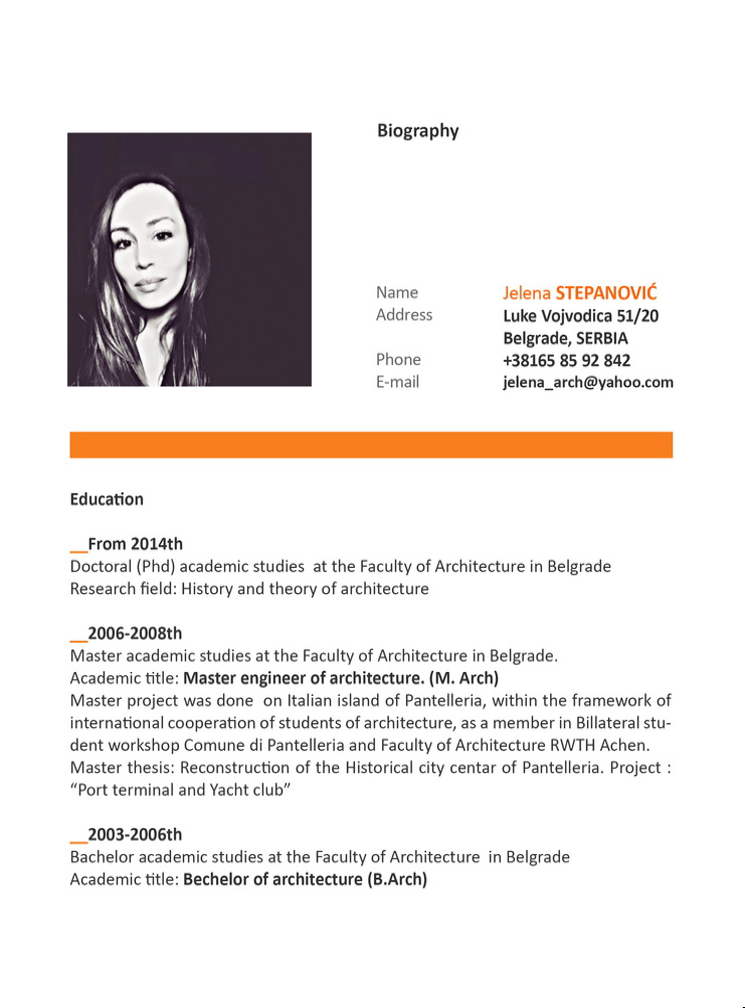 Biography
Name Jelena STEPANOVIĆ
Address Luke Vojvodica 51/20
Belgrade, SERBIA
Phone +38165 85 92 842
E-mail jelena_arch@yahoo.com
Education
__From 2014th
Doctoral (Phd) academic studies at the Faculty of Architecture in Belgrade
Research field: History and theory of architecture
__2006-2008th
Master academic studies at the Faculty of Architecture in Belgrade.
Academic title: Master engineer of architecture. (M. Arch)
Master project was done on Italian island of Pantelleria, within the framework of
international cooperation of students of architecture, as a member in Billateral stu-
dent workshop Comune di Pantelleria and Faculty of Architecture RWTH Achen.
Master thesis: Reconstruction of the Historical city centar of Pantelleria. Project :
“Port terminal and Yacht club”
__2003-2006th
Bachelor academic studies at the Faculty of Architecture in Belgrade
Academic title: Bechelor of architecture (B.Arch)